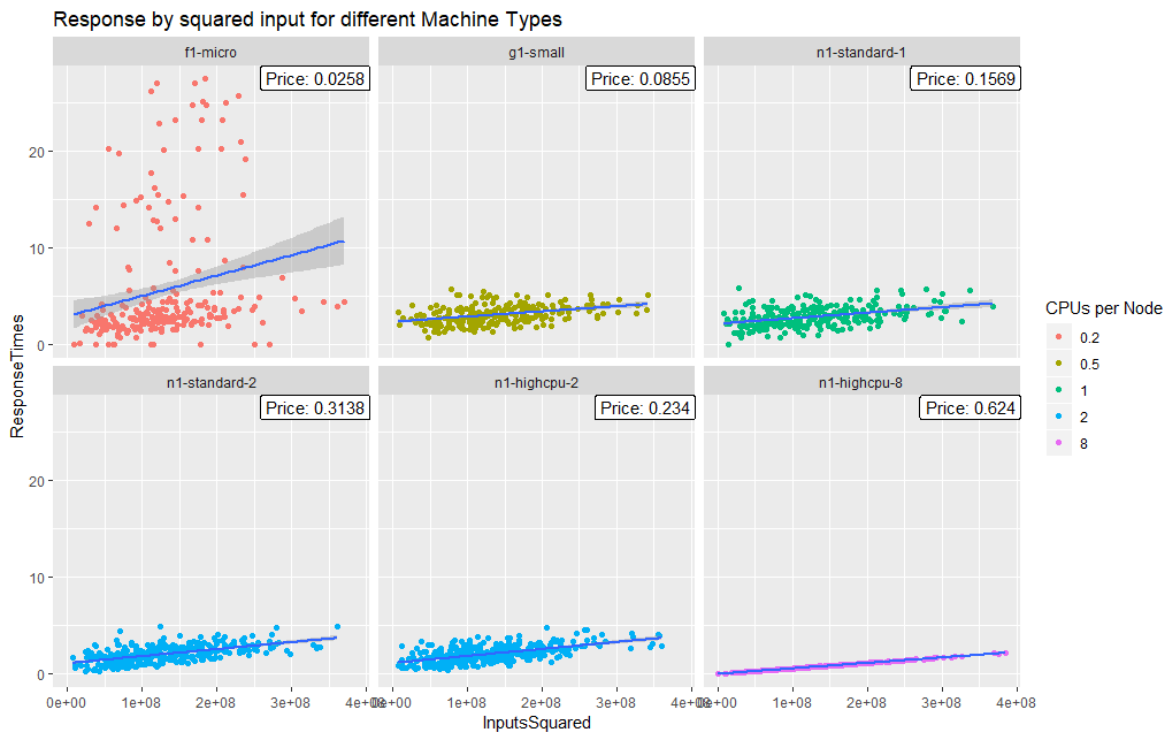 Response by squared input for different Machine Types
f1-micro
g1-small
n1-standard-1
Price: 0.0258
Price: 0.0855
Price: 0.1569
20
10
0
n1-standard-2
n1-highcpu-2
n1-highcpu-8
Price: 0.3138
Price: 0.234
Price: 0.624
20
10
0
ResponseTimes
0e+00
1e+08
2e+08
3e+08
4e+08
0e+00
1e+08
2e+08
3e+08
4e+08
0e+00
1e+08
2e+08
3e+08
4e+08
InputsSquared
CPUs per Node
0.2
0.5
1
2
8